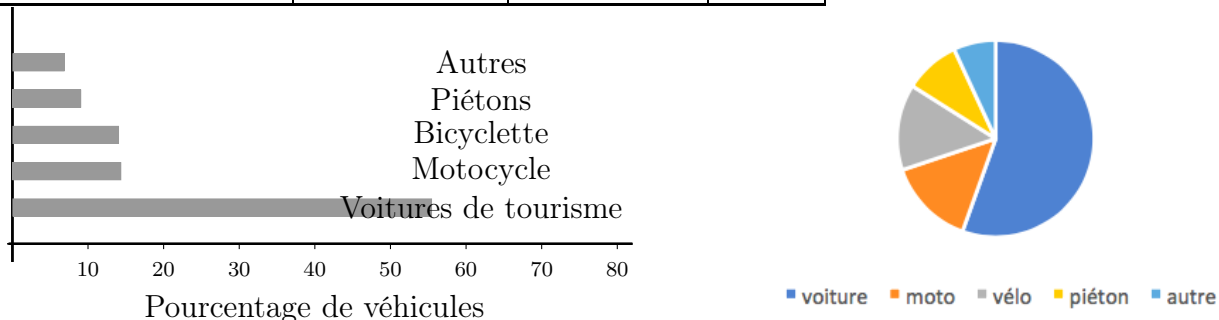 Autres
Piétons
Bicyclette
Motocycle
Voitures de tourisme
10 20 30 40 50 60 70 80
Pourcentage de véhicules
voiture moto vélo piéton autre